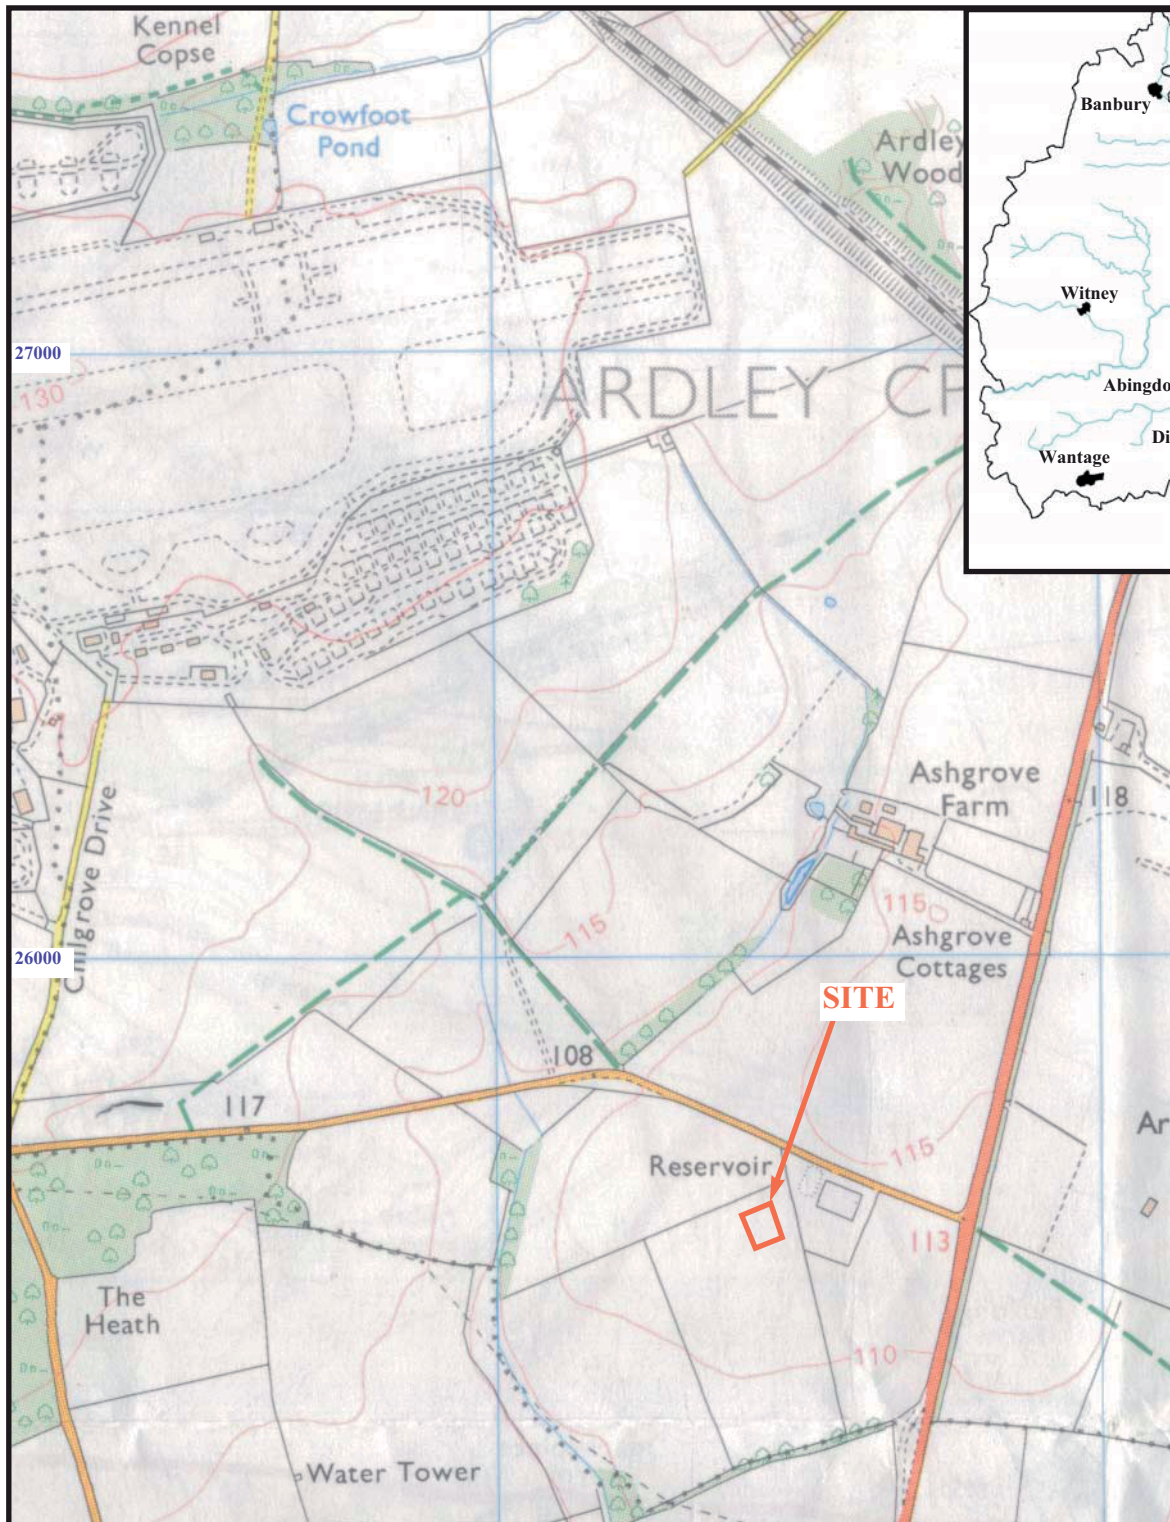 Kennel
Copse
Crowfoot
Pond
Ardley
Wood
Banbury
Witney
Abingdo
Di
Wantage
27000
130
ARDLEY CP
120
Ashgrove
Farm
118
Chilgrove Drive
115
115
26000
Ashgrove
Cottages
SITE
108
117
Reservoir
115
Ar
113
The
Heath
110
Water Tower